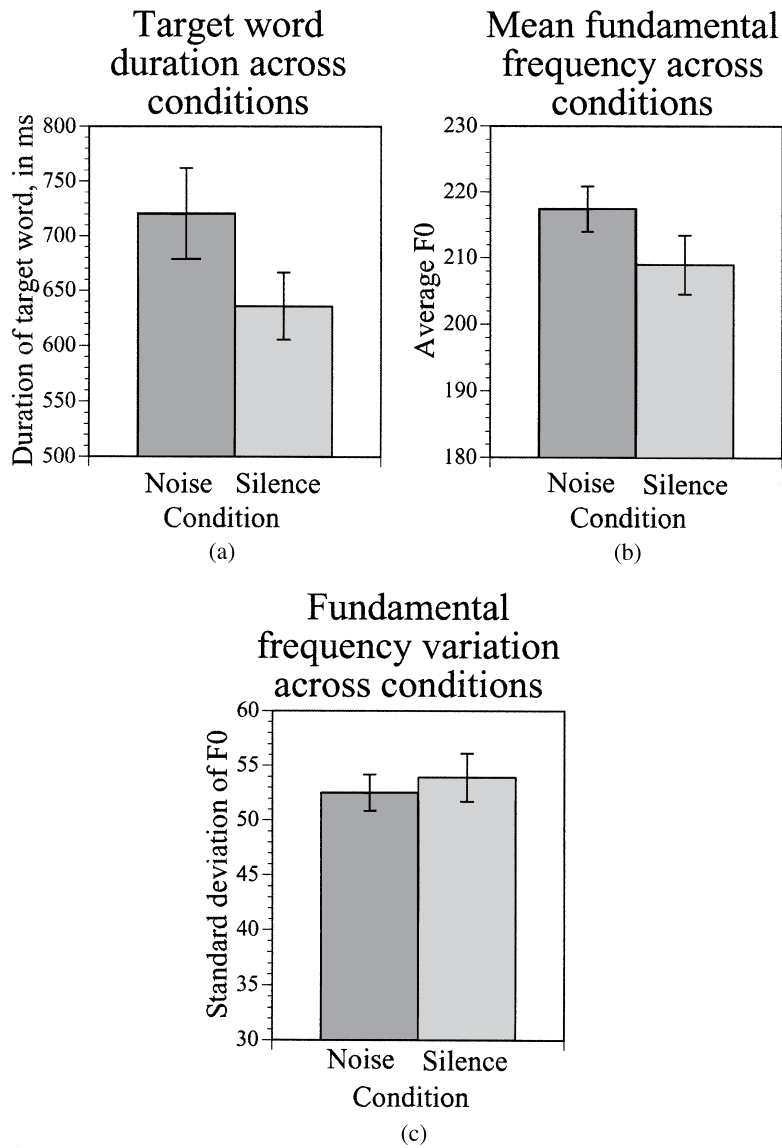 Target word
duration across
conditions
Duration of target word, in ms
800
750
700
650
600
550
500
Noise Silence
Condition
(a)
Mean fundamental
frequency across
conditions
Average F0
230
220
210
200
190
180
Noise Silence
Condition
(b)
Fundamental
frequency variation
across conditions
Standard deviation of F0
60
55
50
45
40
35
30
Noise Silence
Condition
(c)